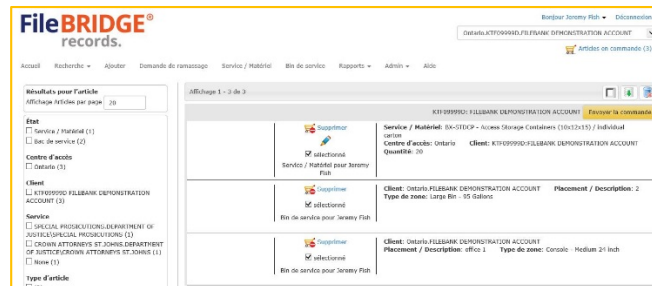 FileBRIDGE®
records.
Bonjour Jeremy Fish Déconnexion
Ontario.KTF09999D.FILEBANK DEMONSTRATION ACCOUNT
Articles en commande (3)
Accueil Recherche Ajouter Demande de ramassage Service / Matériel Bin de service Rapports Admin Aide
Résultats pour l'article
Affichage Articles par page 20
Affichage 1 - 3 de 3
KTF09999D: FILEBANK DEMONSTRATION ACCOUNT Envoyer la commande
État
Service / Matériel (1)
Bac de service (2)
Centre d'accès
Ontario (3)
Client
KTF09999D FILEBANK DEMONSTRATION
ACCOUNT (3)
Service
SPECIAL PROSICUTIONS.DEPARTMENT OF
JUSTICE\SPECIAL PROSICUTIONS (1)
CROWN ATTORNEYS ST.JOHNS.DEPARTMENT
OF JUSTICE\CROWN ATTORNEYS ST.JOHNS (1)
None (1)
Type d'article
Supprimer
sélectionné
Service / Matériel pour Jeremy
Fish
Service / Matériel: BX-STDCP - Access Storage Containers (10x12x15) / individual
carton
Centre d'accès: Ontario Client: KTF09999D:FILEBANK DEMONSTRATION ACCOUNT
Quantité: 20
Supprimer
sélectionné
Bin de service pour Jeremy Fish
Client: Ontario.FILEBANK DEMONSTRATION ACCOUNT Placement / Description: 2
Type de zone: Large Bin - 95 Gallons
Supprimer
sélectionné
Bin de service pour Jeremy Fish
Client: Ontario.FILEBANK DEMONSTRATION ACCOUNT
Placement / Description: office 1 Type de zone: Console - Medium 24 inch